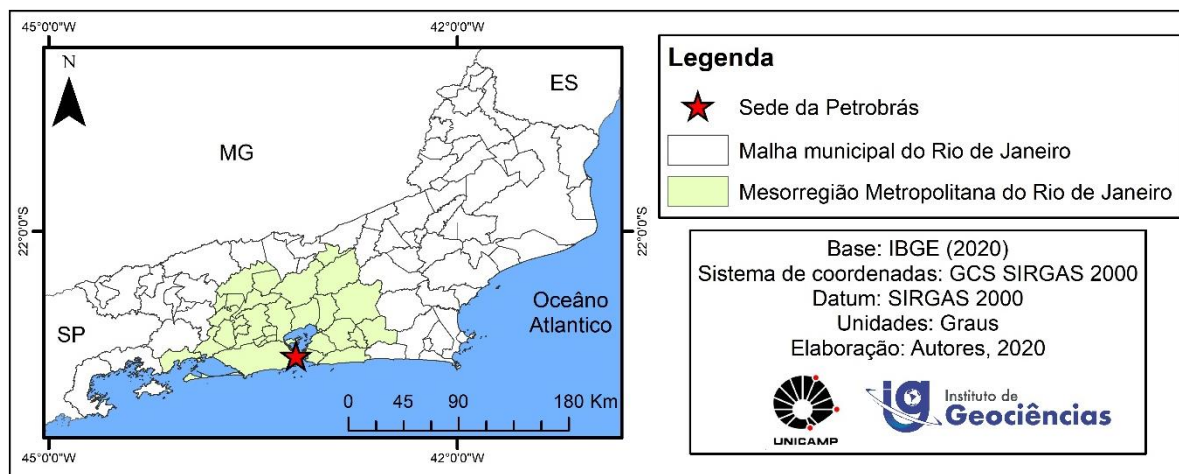 45°0'0"W
42°0'0"W
N
ES
MG
22°0'0"S
22°0'0"S
SP
Oceâno
Atlantico
0 45 90 180 Km
45°0'0"W
42°0'0"W
Legenda
Sede da Petrobrás
Malha municipal do Rio de Janeiro
Mesorregião Metropolitana do Rio de Janeiro
Base: IBGE (2020)
Sistema de coordenadas: GCS SIRGAS 2000
Datum: SIRGAS 2000
Unidades: Graus
Elaboração: Autores, 2020
UNICAMP
ig
Instituto de
Geociências